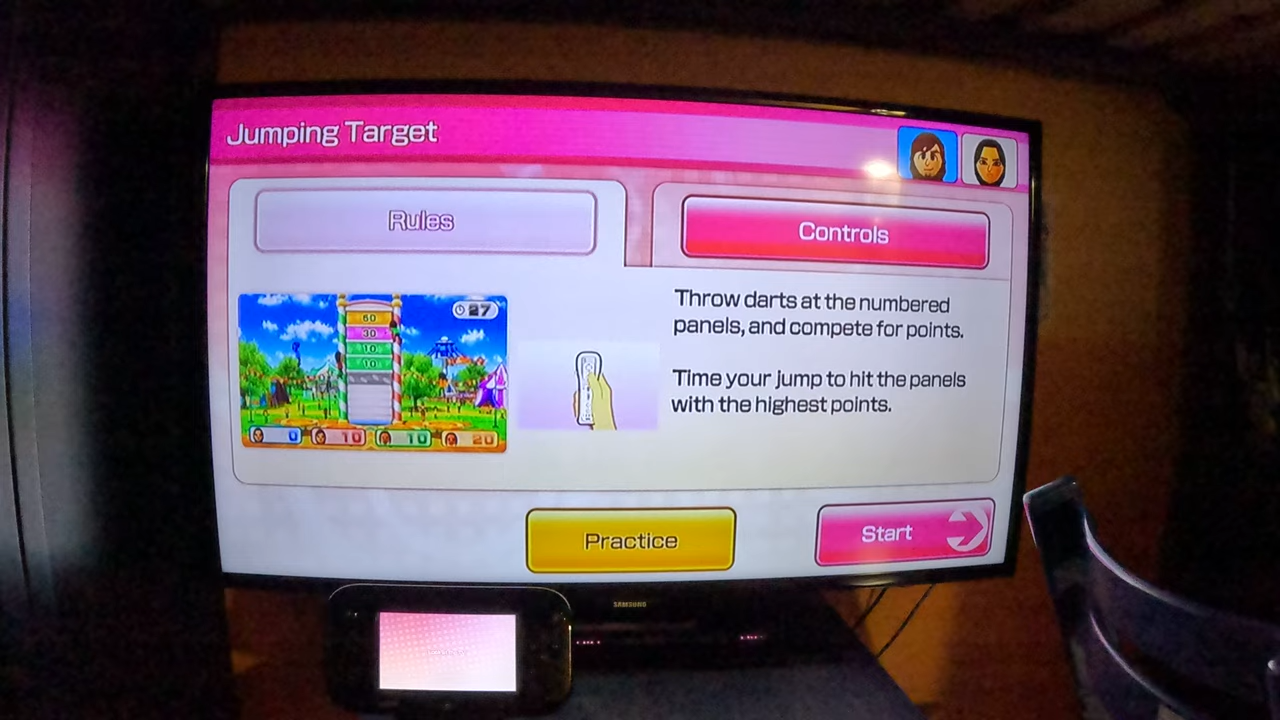 Jumping Target
Rules
Controls
27
50
30
10
10
0
10
10
20
Throw darts at the numbered
panels, and compete for points.
Time your jump to hit the panels
with the highest points.
Practice
Start
SAMSUNG